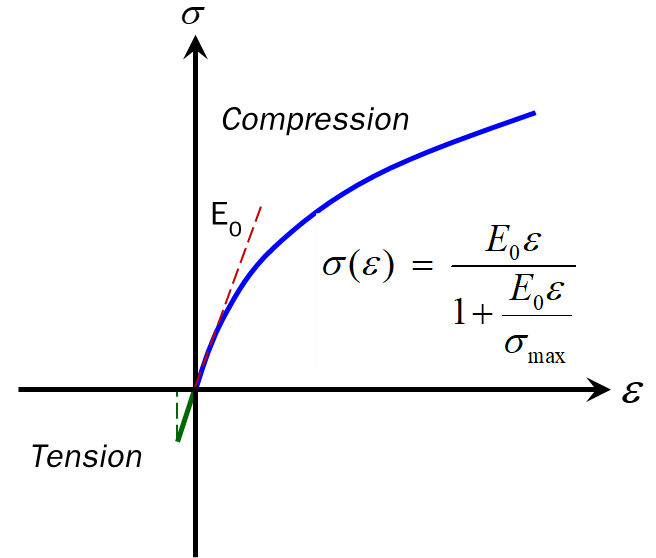 σ
Compression
E₀
σ(ε) = E₀ε / (1 + E₀ε / σmax)
ε
Tension